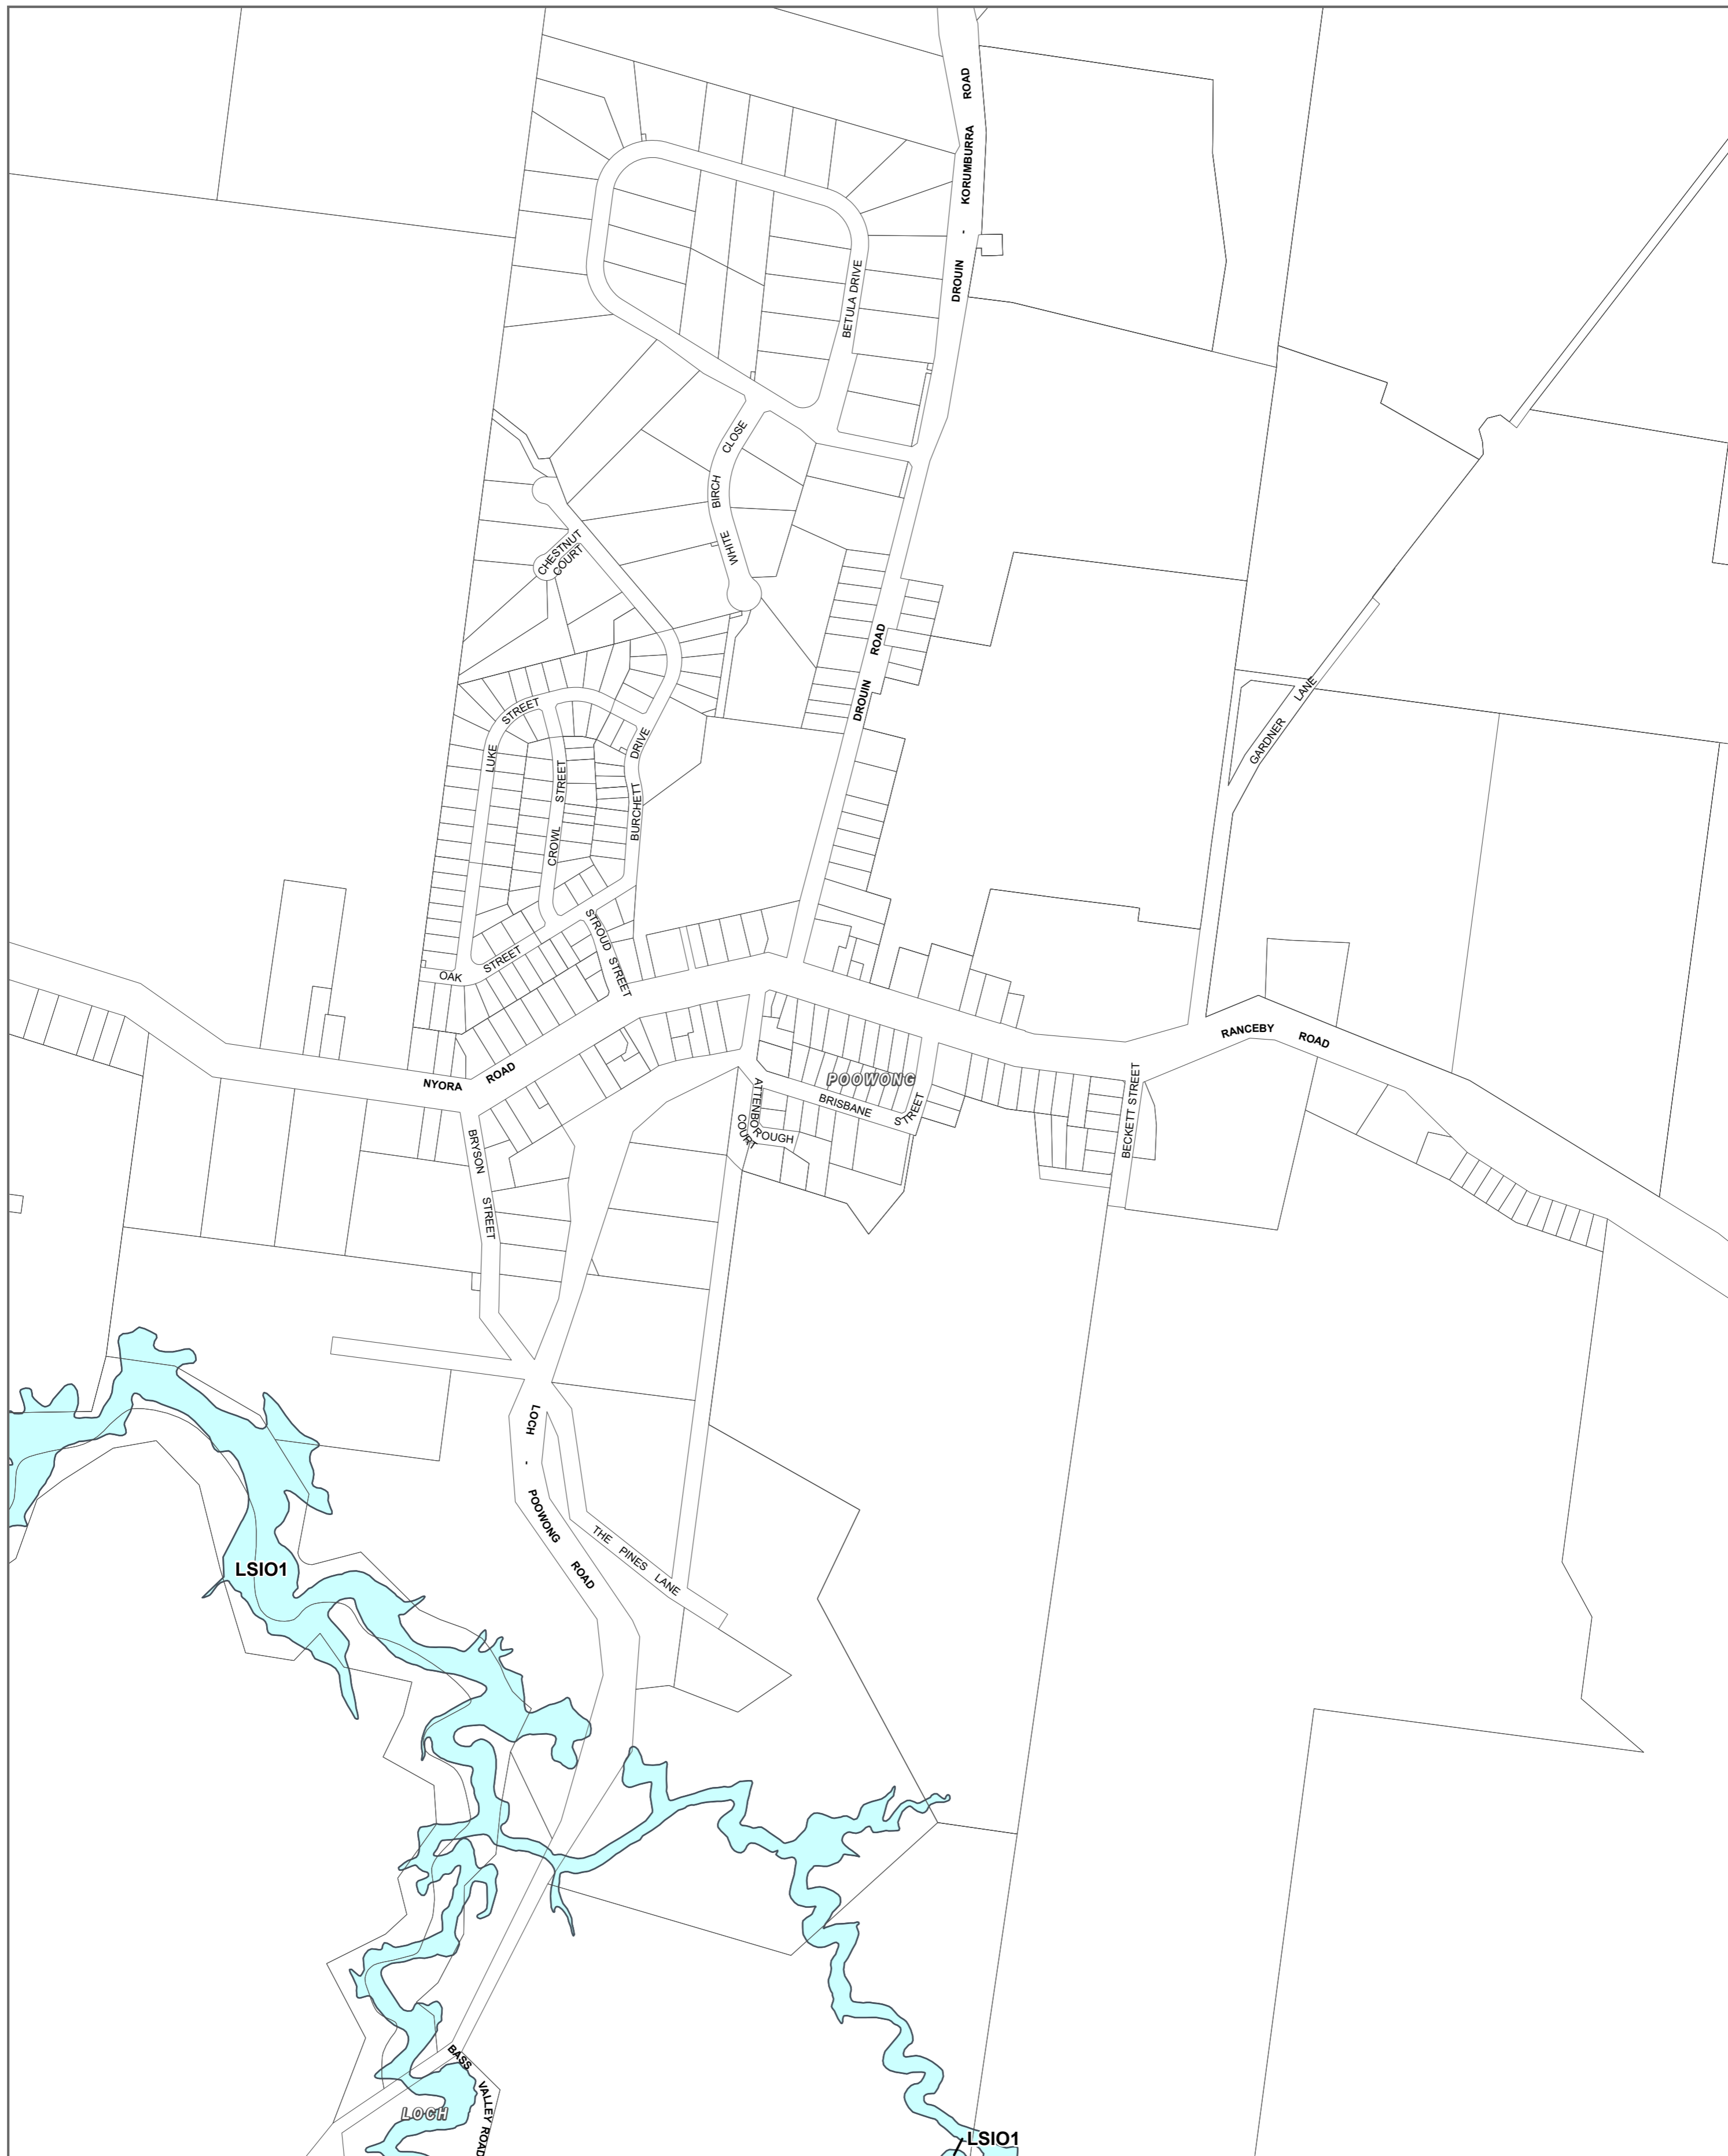 DROUIN - KORUMBURRA ROAD
BETULA DRIVE
WHITE BIRCH CLOSE
CHESTNUT
COURT
DROUIN ROAD
GARDNER LANE
LUKE STREET
CROWL STREET
BURCHETT DRIVE
STROUD STREET
OAK STREET
RANCEBY ROAD
NYORA ROAD
POOWONG
BRISBANE STREET
ATTENBOROUGH
COURT
BECKETT STREET
BRYSON STREET
LOCH - POOWONG ROAD
THE PINES LANE
LSIO1
BASS VALLEY ROAD
LOCH
LSIO1